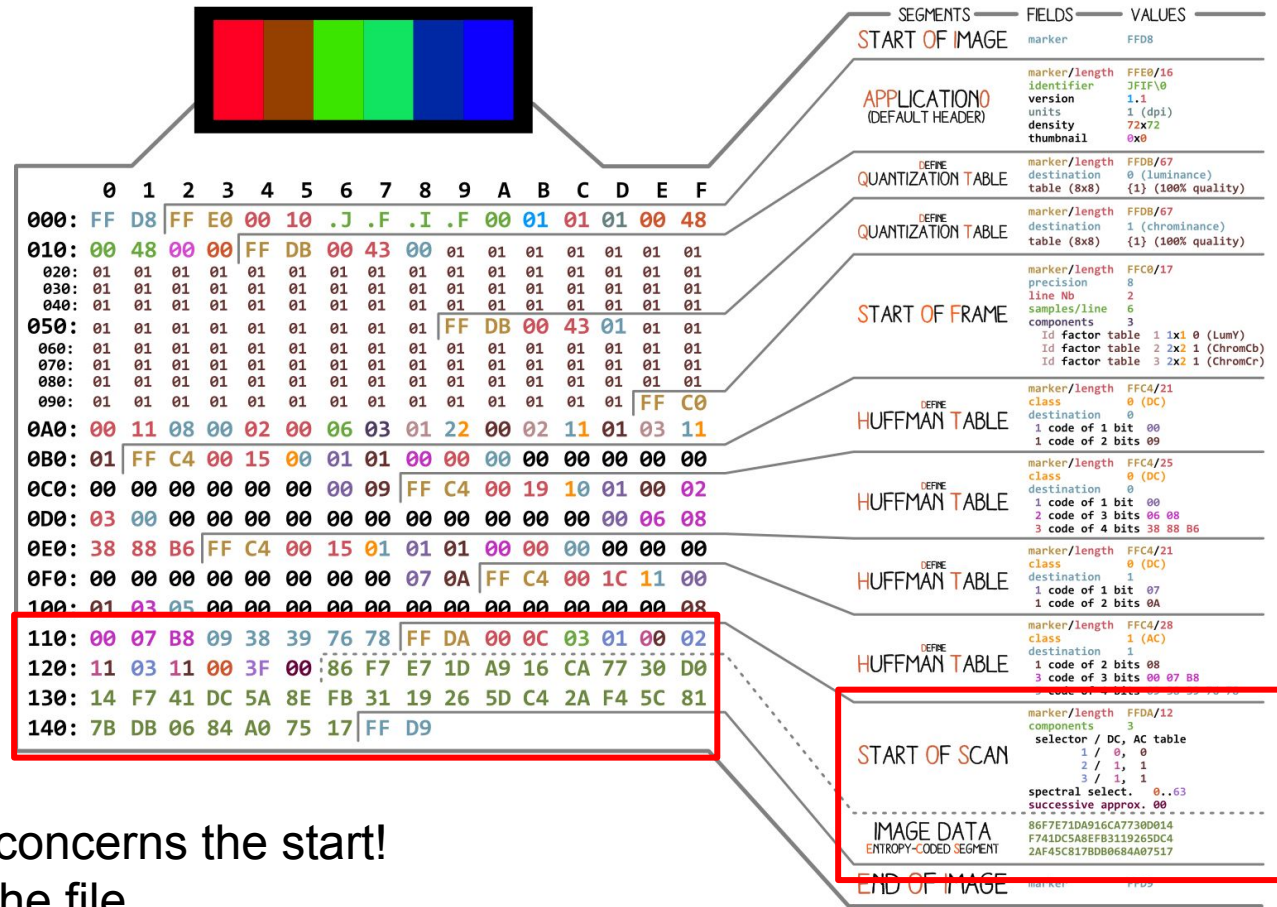 SEGMENTS FIELDS VALUES
START OF IMAGE marker FFD8
APPLICATION0
(DEFAULT HEADER)
marker/length FFE0/16
identifier JFIF\0
version 1.1
units 1 (dpi)
density 72x72
thumbnail 0x0
DEFINE
QUANTIZATION TABLE
marker/length FFDB/67
destination 0 (luminance)
table (8x8) {1} (100% quality)
DEFINE
QUANTIZATION TABLE
marker/length FFDB/67
destination 1 (chrominance)
table (8x8) {1} (100% quality)
START OF FRAME
marker/length FFC0/17
precision 8
line Nb 2
samples/line 6
components 3
Id factor table 1 1x1 0 (LumY)
Id factor table 2 2x2 1 (ChromCb)
Id factor table 3 2x2 1 (ChromCr)
DEFINE
HUFFMAN TABLE
marker/length FFC4/21
class 0 (DC)
destination 0
1 code of 1 bit 00
1 code of 2 bits 09
DEFINE
HUFFMAN TABLE
marker/length FFC4/25
class 0 (DC)
destination 0
1 code of 1 bit 00
2 code of 3 bits 06 08
3 code of 4 bits 38 88 B6
DEFINE
HUFFMAN TABLE
marker/length FFC4/21
class 0 (DC)
destination 1
1 code of 1 bit 07
1 code of 2 bits 0A
DEFINE
HUFFMAN TABLE
marker/length FFC4/28
class 1 (AC)
destination 1
1 code of 2 bits 08
3 code of 3 bits 00 07 B8
START OF SCAN
marker/length FFDA/12
components 3
selector / DC, AC table
1 / 0, 0
2 / 1, 1
3 / 1, 1
spectral select. 0..63
successive approx. 00
IMAGE DATA
ENTROPY-CODED SEGMENT
86F7E71DA916CA7730D014
F741DC5A8EFB3119265DC4
2AF45C817BDB0684A07517
END OF IMAGE marker FFD9
0 1 2 3 4 5 6 7 8 9 A B C D E F
000: FF D8 FF E0 00 10 .J .F .I .F 00 01 01 01 00 48
010: 00 48 00 00 FF DB 00 43 00 01 01 01 01 01 01 01
020: 01 01 01 01 01 01 01 01 01 01 01 01 01 01 01 01
030: 01 01 01 01 01 01 01 01 01 01 01 01 01 01 01 01
040: 01 01 01 01 01 01 01 01 01 01 01 01 01 01 01 01
050: 01 01 01 01 01 01 01 01 01 FF DB 00 43 01 01 01
060: 01 01 01 01 01 01 01 01 01 01 01 01 01 01 01 01
070: 01 01 01 01 01 01 01 01 01 01 01 01 01 01 01 01
080: 01 01 01 01 01 01 01 01 01 01 01 01 01 01 01 01
090: 01 01 01 01 01 01 01 01 01 01 01 01 01 01 FF C0
0A0: 00 11 08 00 02 00 06 03 01 22 00 02 11 01 03 11
0B0: 01 FF C4 00 15 00 01 01 00 00 00 00 00 00 00 00
0C0: 00 00 00 00 00 00 00 09 FF C4 00 19 10 01 00 02
0D0: 03 00 00 00 00 00 00 00 00 00 00 00 00 00 06 08
0E0: 38 88 B6 FF C4 00 15 01 01 01 00 00 00 00 00 00
0F0: 00 00 00 00 00 00 00 00 07 0A FF C4 00 1C 11 00
100: 01 03 05 00 00 00 00 00 00 00 00 00 00 00 00 08
110: 00 07 B8 09 38 39 76 78 FF DA 00 0C 03 01 00 02
120: 11 03 11 00 3F 00 86 F7 E7 1D A9 16 CA 77 30 D0
130: 14 F7 41 DC 5A 8E FB 31 19 26 5D C4 2A F4 5C 81
140: 7B DB 06 84 A0 75 17 FF D9
concerns the start!
he file